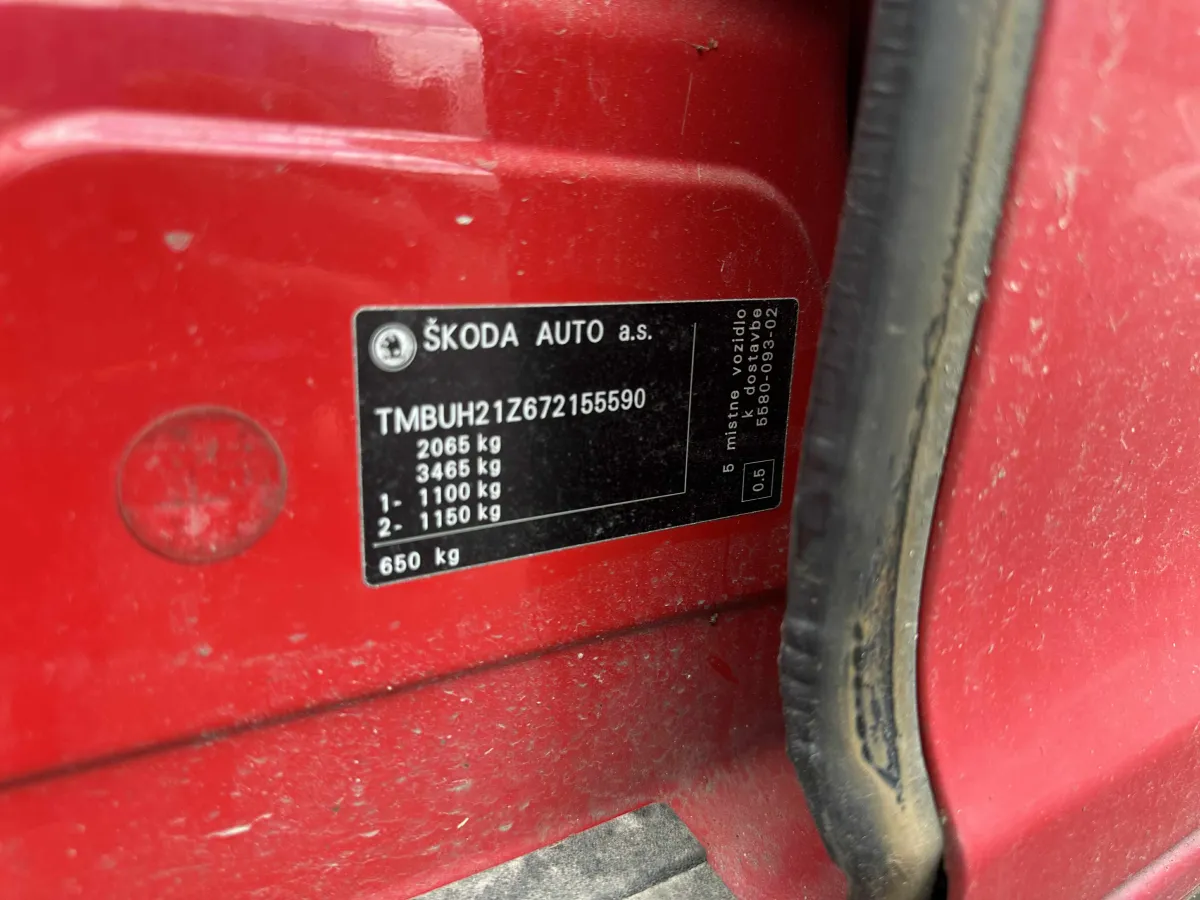 ŠKODA AUTO a.s.
TMBUH21Z672155590
2065 kg
3465 kg
1- 1100 kg
2- 1150 kg
650 kg
5 mistne vozidlo
k dostavbe
5580-093-02
0.5